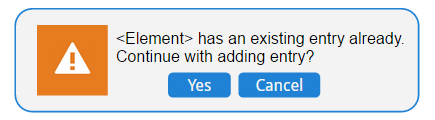 <Element> has an existing entry already.
Continue with adding entry?
Yes Cancel